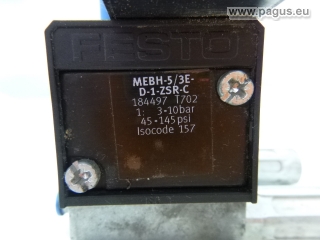 www.pagus.eu
FESTO
MEBH-5/3E-
D-1-ZSR-C
184497 T702
1: 3-10bar
45-145psi
Isocode 157